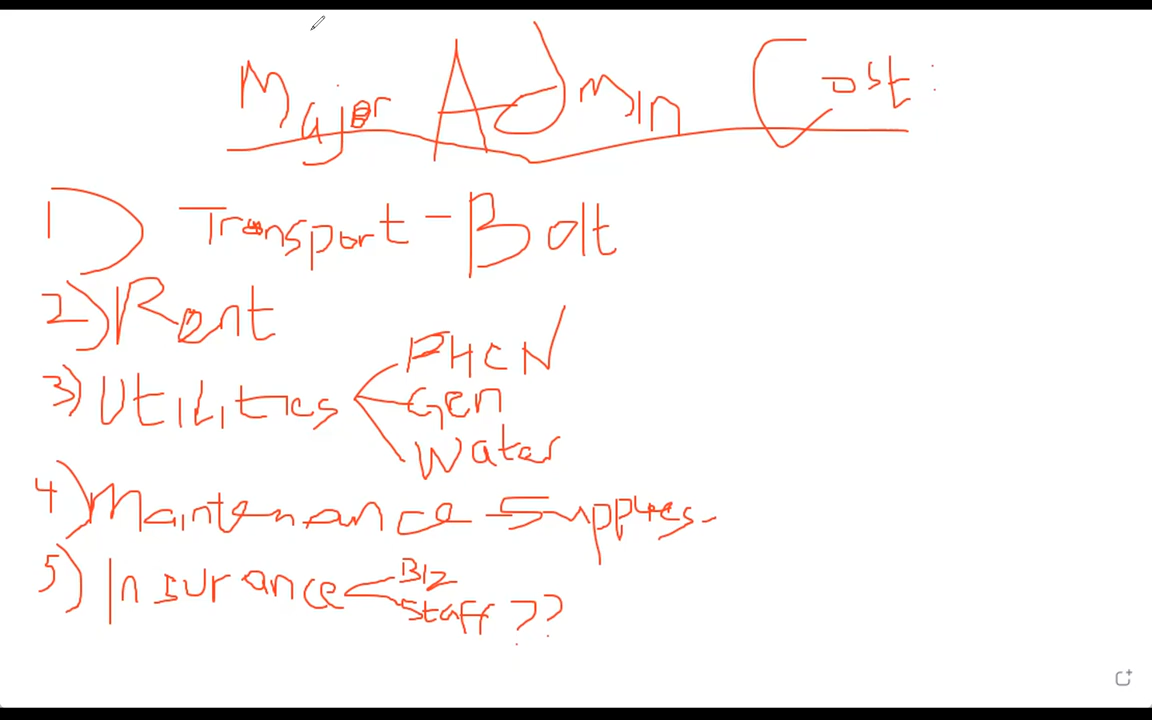 Major Admin Cost:
1) Transport - Bolt
2) Rent
3) Utilities
PHCN
Gen
Water
4) Maintenance Supplies.
5) Insurance
Biz
Staff ??